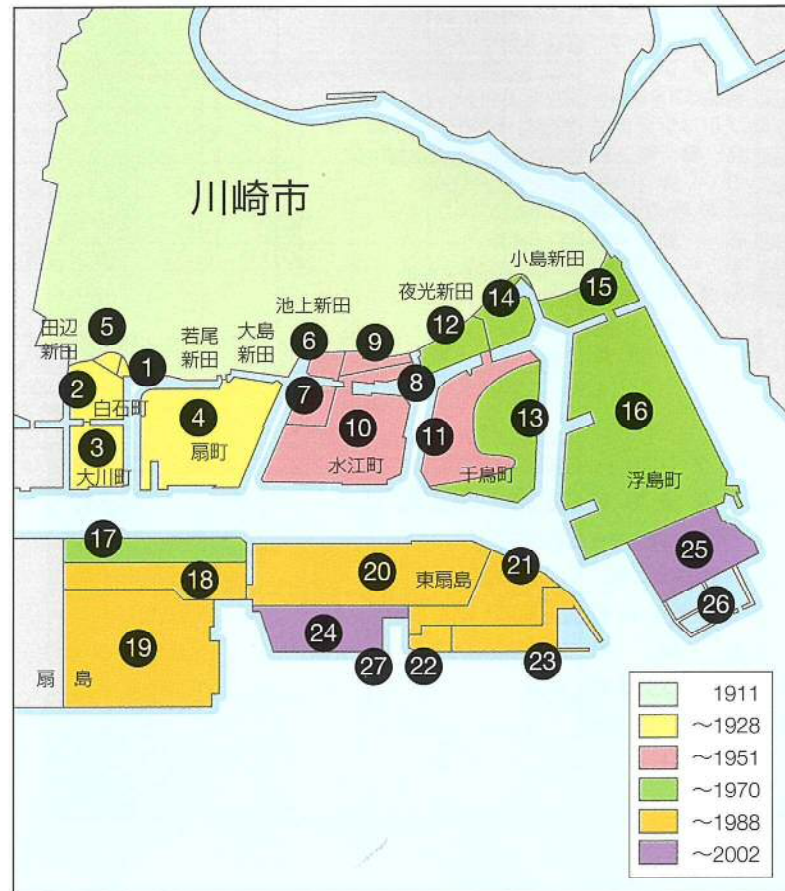 川崎市
小島新田
15
14
夜光新田
12
池上新田
9
6
大島
新田
若尾
新田
5
田辺
新田
1
8
2
白石町
7
4
16
3
扇町
10
11
13
大川町
水江町
千鳥町
浮島町
17
25
18
20
東扇島
21
26
24
19
27
22
23
扇島
1911
～1928
～1951
～1970
～1988
～2002